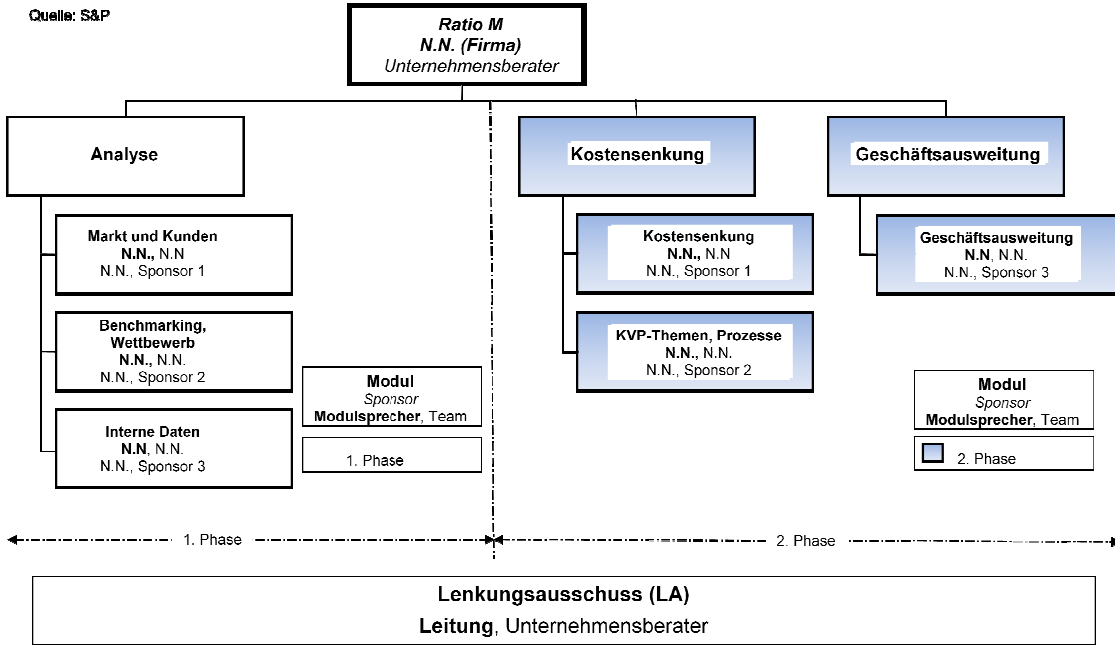 Quelle: S&P
Ratio M
N.N. (Firma)
Unternehmensberater
Analyse
Markt und Kunden
N.N., N.N
N.N., Sponsor 1
Benchmarking,
Wettbewerb
N.N., N.N.
N.N., Sponsor 2
Interne Daten
N.N, N.N.
N.N., Sponsor 3
Modul
Sponsor
Modulsprecher, Team
1. Phase
Kostensenkung
Kostensenkung
N.N., N.N
N.N., Sponsor 1
KVP-Themen, Prozesse
N.N., N.N.
N.N., Sponsor 2
Geschäftsausweitung
Geschäftsausweitung
N.N, N.N.
N.N., Sponsor 3
Modul
Sponsor
Modulsprecher, Team
2. Phase
1. Phase
2. Phase
Lenkungsausschuss (LA)
Leitung, Unternehmensberater